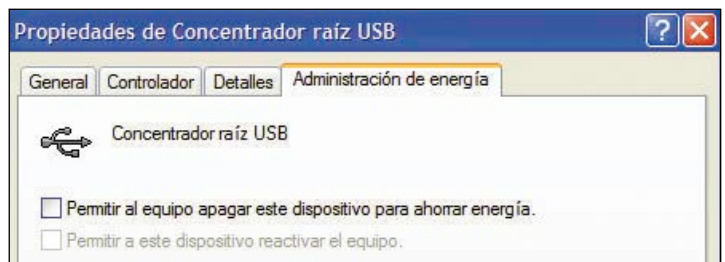 Propiedades de Concentrador raíz USB
General Controlador Detalles Administración de energía
Concentrador raíz USB
Permitir al equipo apagar este dispositivo para ahorrar energía.
Permitir a este dispositivo reactivar el equipo.